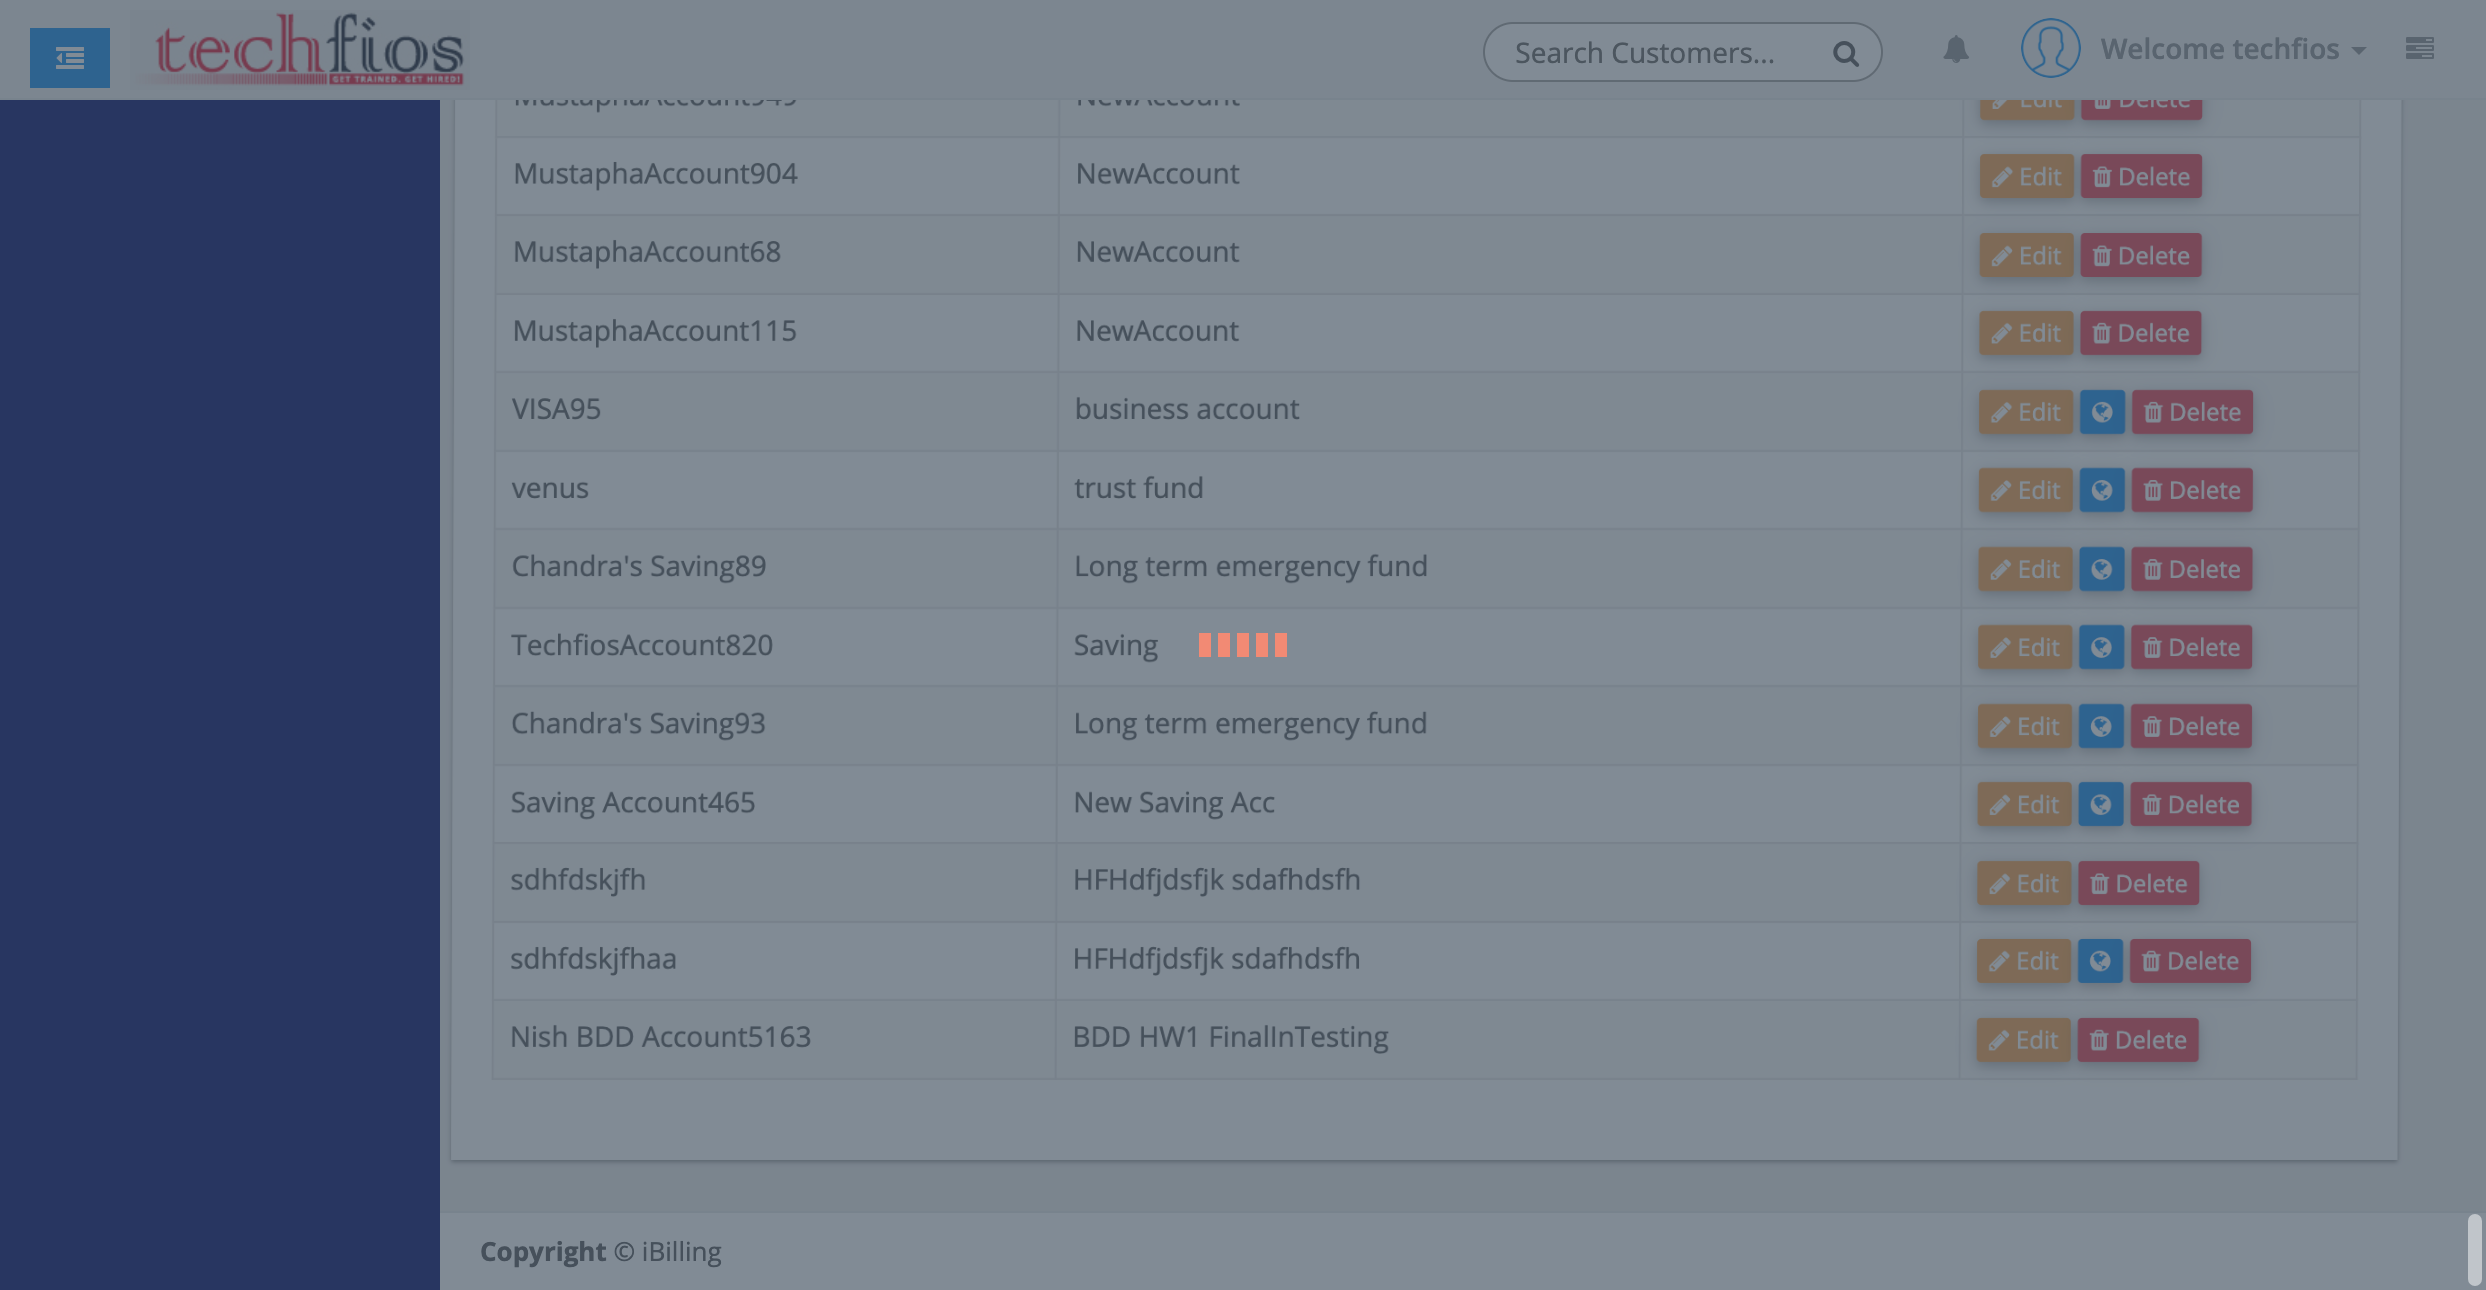 techfios
GET TRAINED. GET HIRED!
Search Customers...
Welcome techfios
MustaphaAccount949 NewAccount Edit Delete
MustaphaAccount904 NewAccount Edit Delete
MustaphaAccount68 NewAccount Edit Delete
MustaphaAccount115 NewAccount Edit Delete
VISA95 business account Edit Delete
venus trust fund Edit Delete
Chandra's Saving89 Long term emergency fund Edit Delete
TechfiosAccount820 Saving Edit Delete
Chandra's Saving93 Long term emergency fund Edit Delete
Saving Account465 New Saving Acc Edit Delete
sdhfdskjfh HFHdfjdsfjk sdafhdsfh Edit Delete
sdhfdskjfhaa HFHdfjdsfjk sdafhdsfh Edit Delete
Nish BDD Account5163 BDD HW1 FinalInTesting Edit Delete
Copyright © iBilling